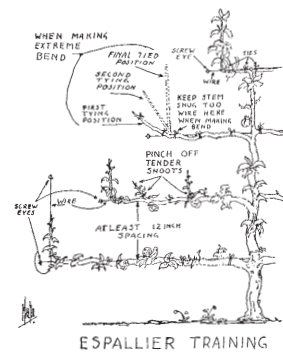 WHEN MAKING
EXTREME
BEND
FINAL TIED
POSITION
SECOND
TYING
POSITION
FIRST
TYING
POSITION
SCREW
EYE
TIES
WIRE
KEEP STEM
SNUG TOO
WIRE HERE
WHEN MAKING
BEND
PINCH OFF
TENDER
SHOOTS
SCREW
EYES
WIRE
AT LEAST 12 INCH
SPACING
ESPALLIER TRAINING